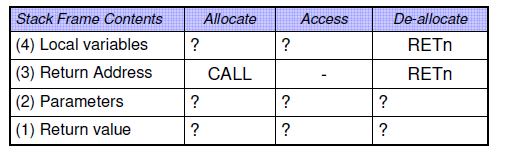 Stack Frame Contents Allocate Access De-allocate
(4) Local variables ? ? RETn
(3) Return Address CALL - RETn
(2) Parameters ? ? ?
(1) Return value ? ? ?